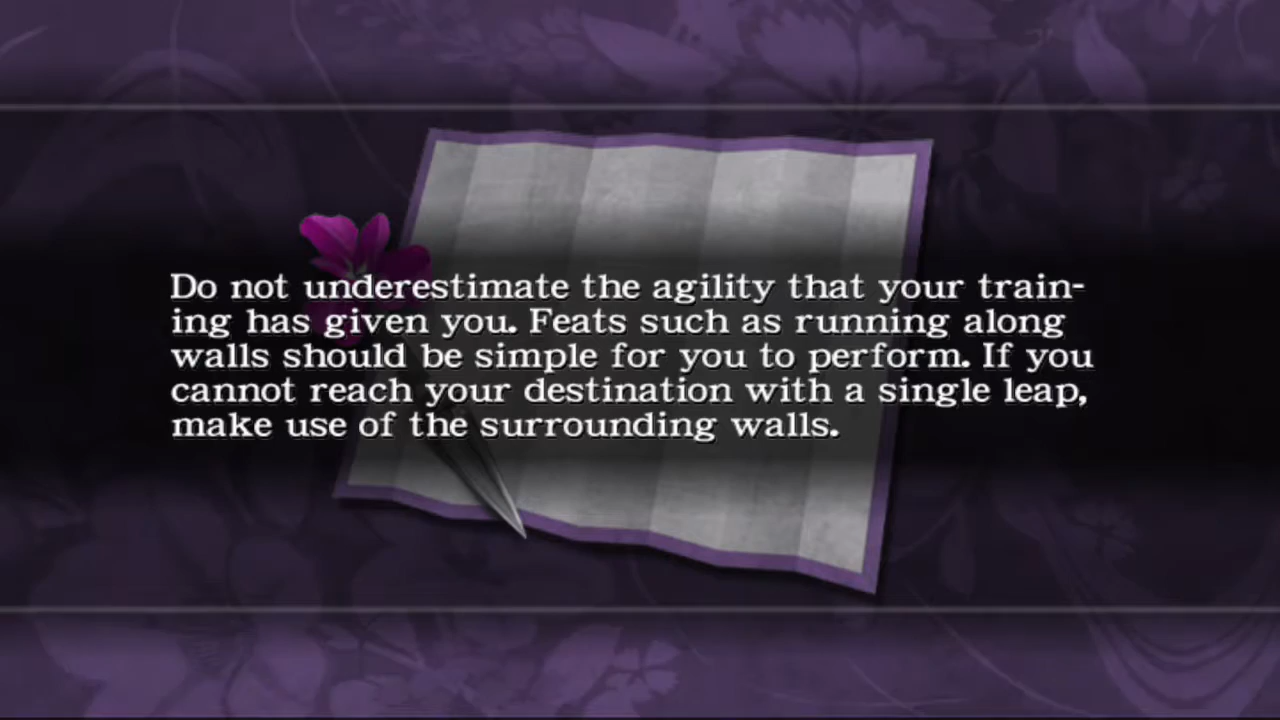 Do not underestimate the agility that your train-
ing has given you. Feats such as running along
walls should be simple for you to perform. If you
cannot reach your destination with a single leap,
make use of the surrounding walls.